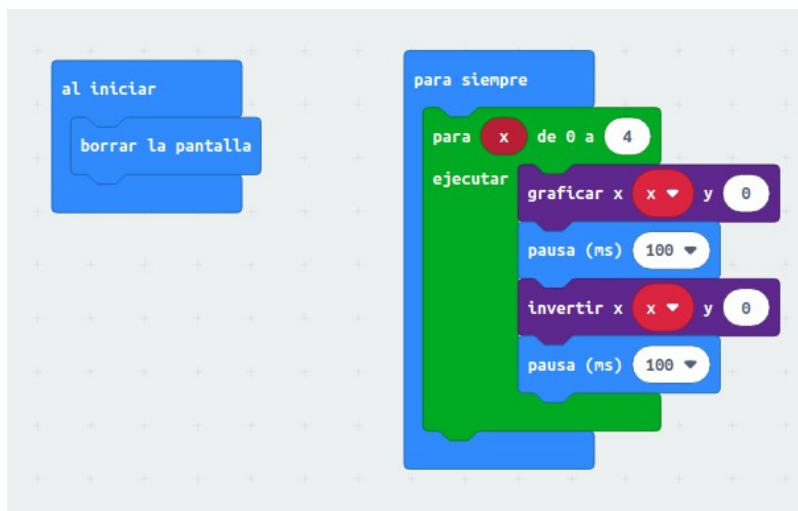 al iniciar
borrar la pantalla
para siempre
para x de 0 a 4
ejecutar
graficar x x y 0
pausa (ms) 100
invertir x x y 0
pausa (ms) 100